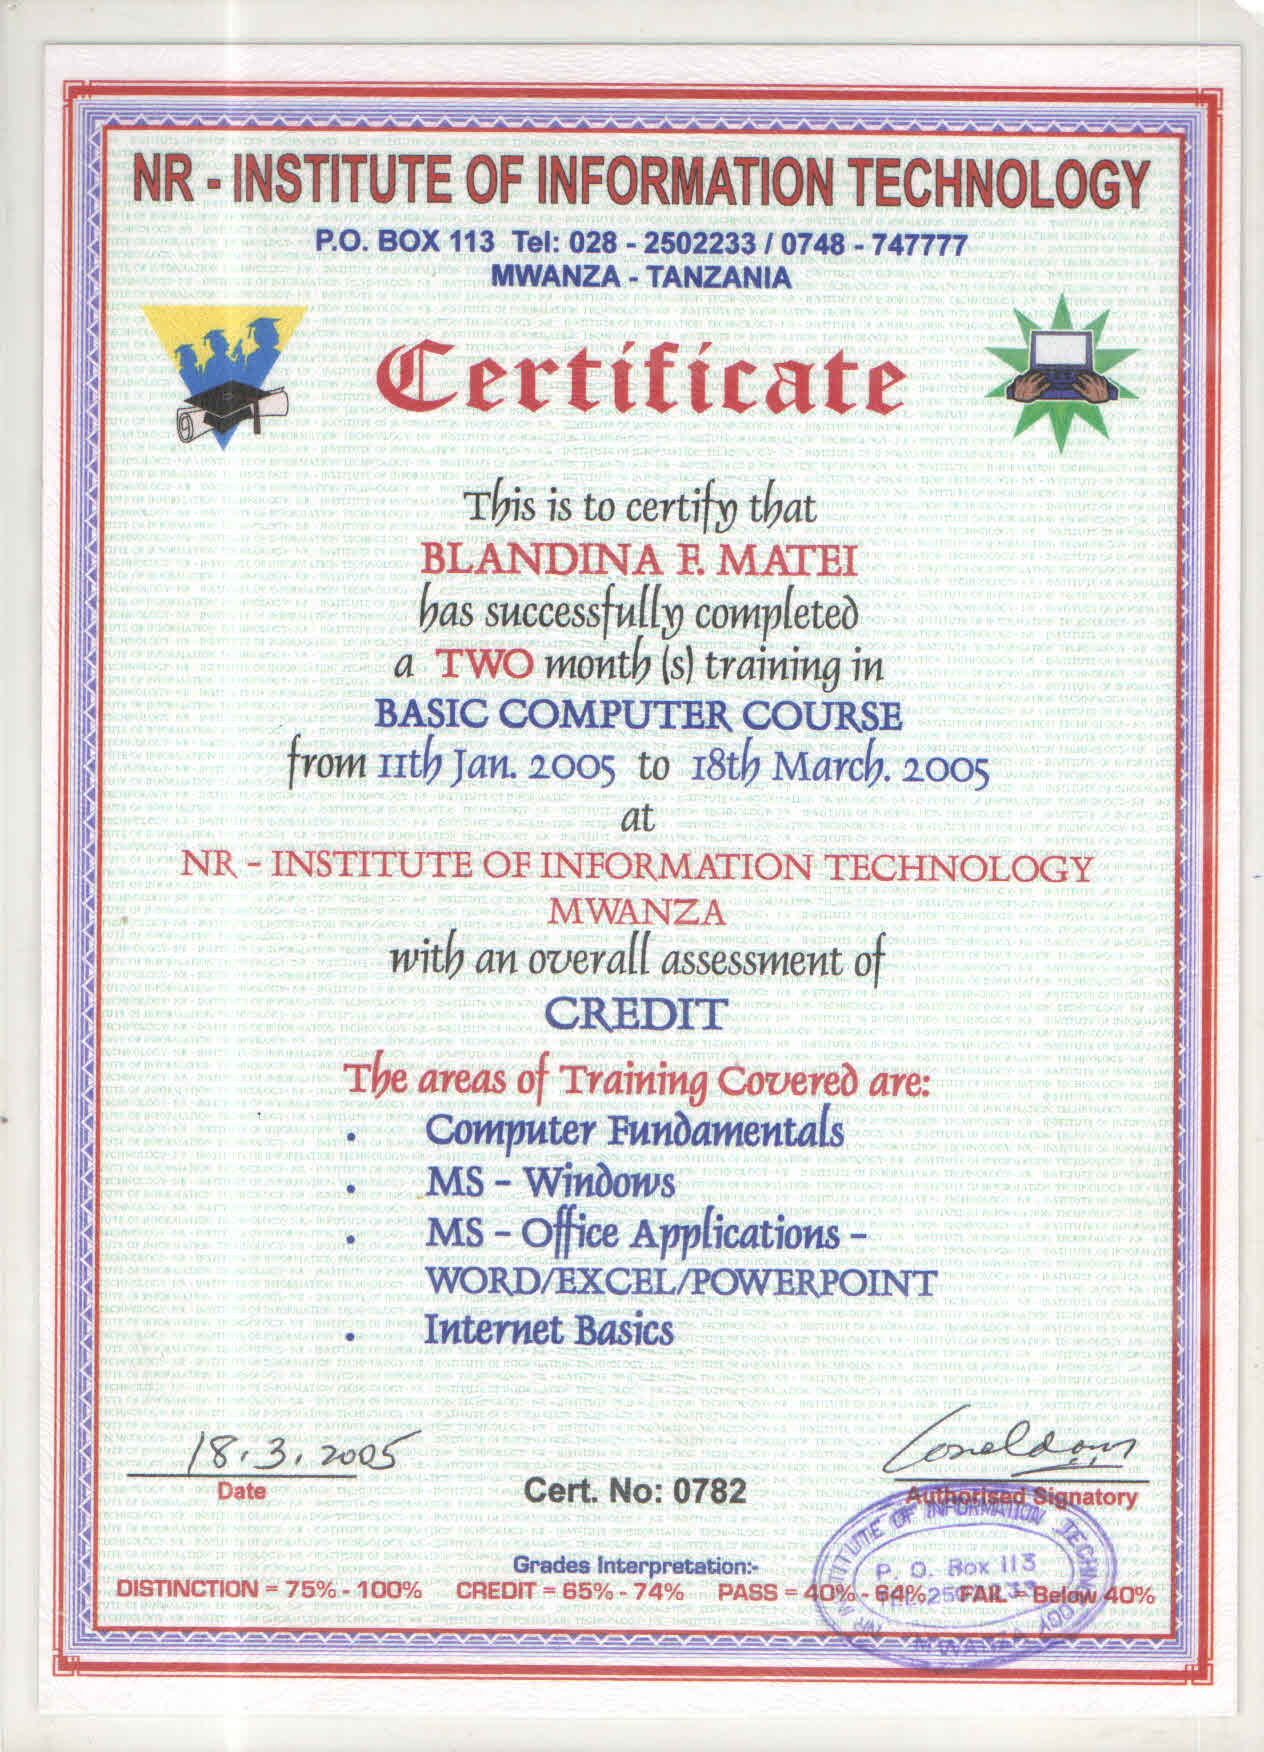 NR - INSTITUTE OF INFORMATION TECHNOLOGY
P.O. BOX 113 Tel: 028 - 2502233 / 0748 - 747777
MWANZA - TANZANIA
Certificate
This is to certify that
BLANDINA F. MATEI
has successfully completed
a TWO month (s) training in
BASIC COMPUTER COURSE
from 11th Jan. 2005 to 18th March. 2005
at
NR - INSTITUTE OF INFORMATION TECHNOLOGY
MWANZA
with an overall assessment of
CREDIT
The areas of Training Covered are:
. Computer Fundamentals
. MS - Windows
. MS - Office Applications -
WORD/EXCEL/POWERPOINT
. Internet Basics
18.3.2005
Date
Cert. No: 0782
Authorised Signatory
NR INSTITUTE OF INFORMATION TECHNOLOGY
P. O. Box 113
MWANZA
Grades Interpretation:-
DISTINCTION = 75% - 100% CREDIT = 65% - 74% PASS = 40% - 64% FAIL = Below 40%